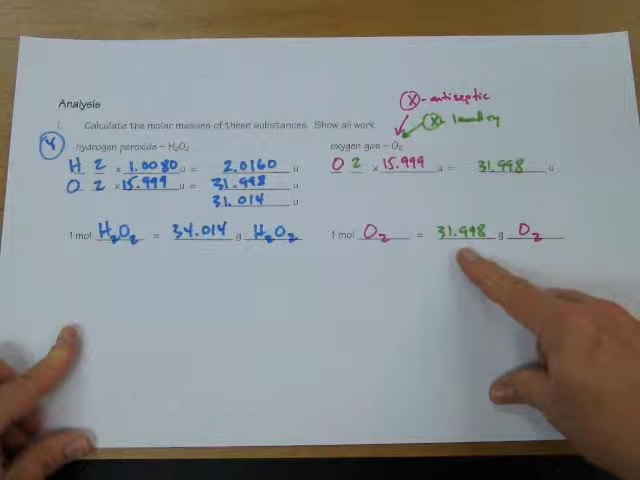 Analysis
1. Calculate the molar masses of these substances. Show all work.
X - antiseptic
X - laundry
4
hydrogen peroxide – H₂O₂
H 2 x 1.0080 u = 2.0160 u
O 2 x 15.999 u = 31.998 u
31.014 u
1 mol H₂O₂ = 34.014 g H₂O₂
oxygen gas – O₂
O 2 x 15.999 u = 31.998 u
1 mol O₂ = 31.998 g O₂